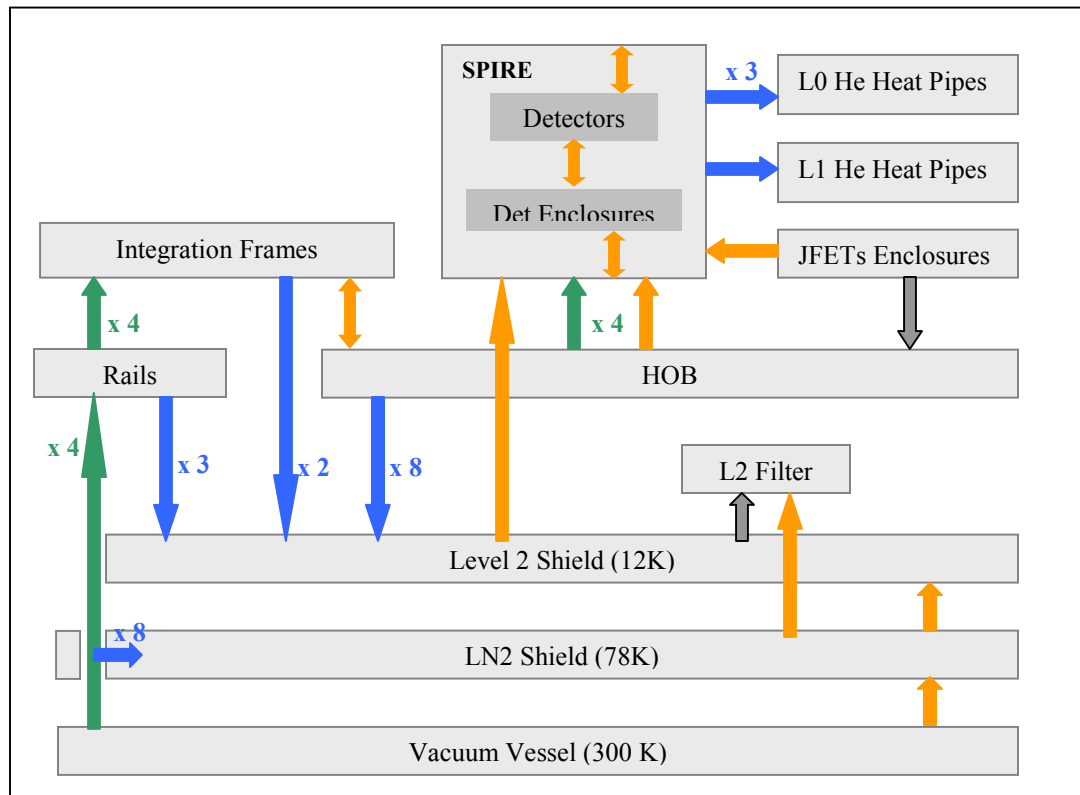 SPIRE
x 3
L0 He Heat Pipes
Detectors
L1 He Heat Pipes
Det Enclosures
Integration Frames
JFETs Enclosures
x 4
x 4
Rails
HOB
x 4
x 3
x 2
x 8
L2 Filter
Level 2 Shield (12K)
x 8
LN2 Shield (78K)
Vacuum Vessel (300 K)